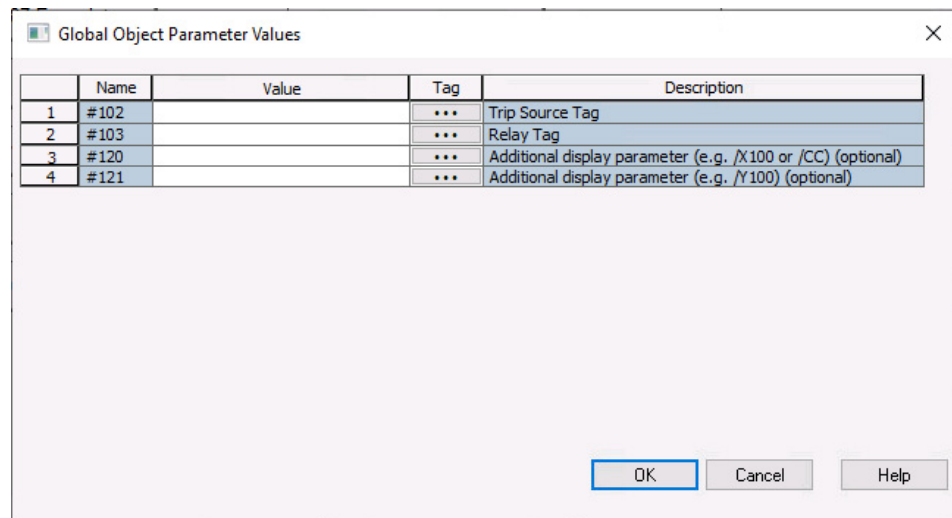 Global Object Parameter Values
Name Value Tag Description
1 #102 ... Trip Source Tag
2 #103 ... Relay Tag
3 #120 ... Additional display parameter (e.g. /X100 or /CC) (optional)
4 #121 ... Additional display parameter (e.g. /Y100) (optional)
OK Cancel Help